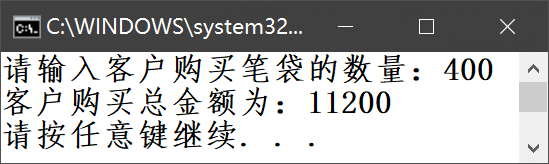 C:\WINDOWS\system32...
请输入客户购买笔袋的数量：400
客户购买总金额为：11200
请按任意键继续. . .